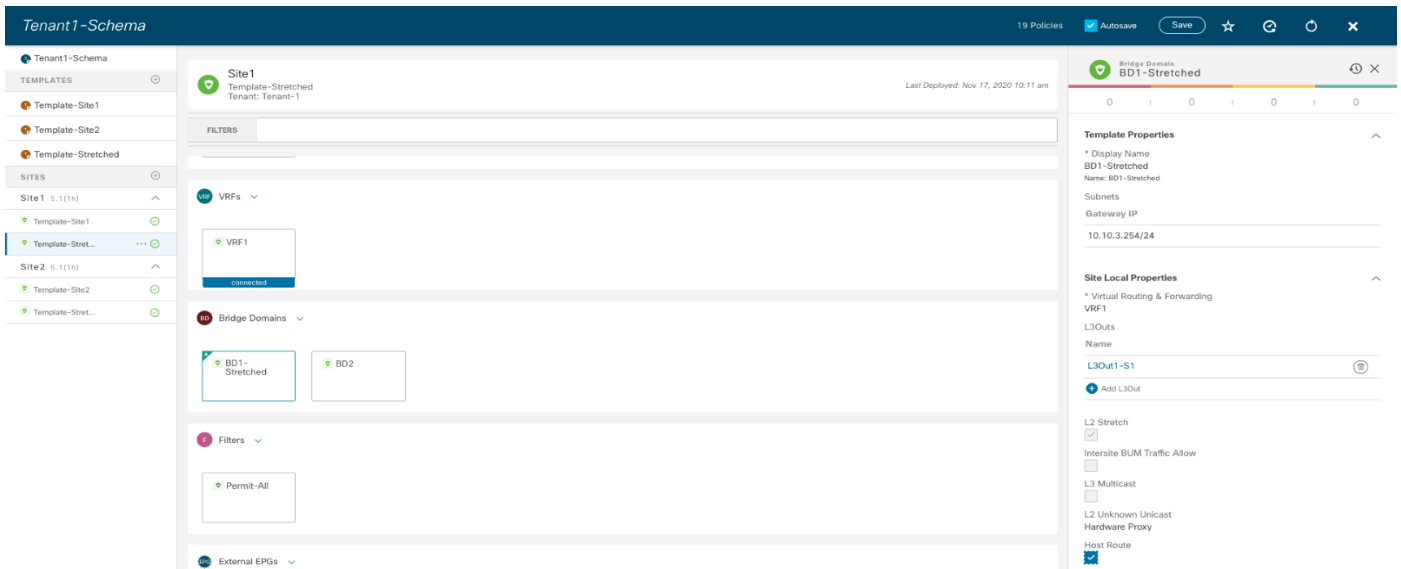 Tenant1-Schema
19 Policies
Autosave
Save
Tenant1-Schema
TEMPLATES
Template-Site1
Template-Site2
Template-Stretched
SITES
Site1 5.1(1h)
Template-Site1
Template-Stret...
Site2 5.1(1h)
Template-Site2
Template-Stret...
Site1
Template-Stretched
Tenant: Tenant-1
Last Deployed: Nov 17, 2020 10:11 am
FILTERS
VRF VRFs
VRF1
connected
BD Bridge Domains
BD1-
Stretched
BD2
F Filters
Permit-All
EPG External EPGs
Bridge Domain
BD1-Stretched
0 0 0 0
Template Properties
* Display Name
BD1-Stretched
Name: BD1-Stretched
Subnets
Gateway IP
10.10.3.254/24
Site Local Properties
* Virtual Routing & Forwarding
VRF1
L3Outs
Name
L3Out1-S1
Add L3Out
L2 Stretch
Intersite BUM Traffic Allow
L3 Multicast
L2 Unknown Unicast
Hardware Proxy
Host Route